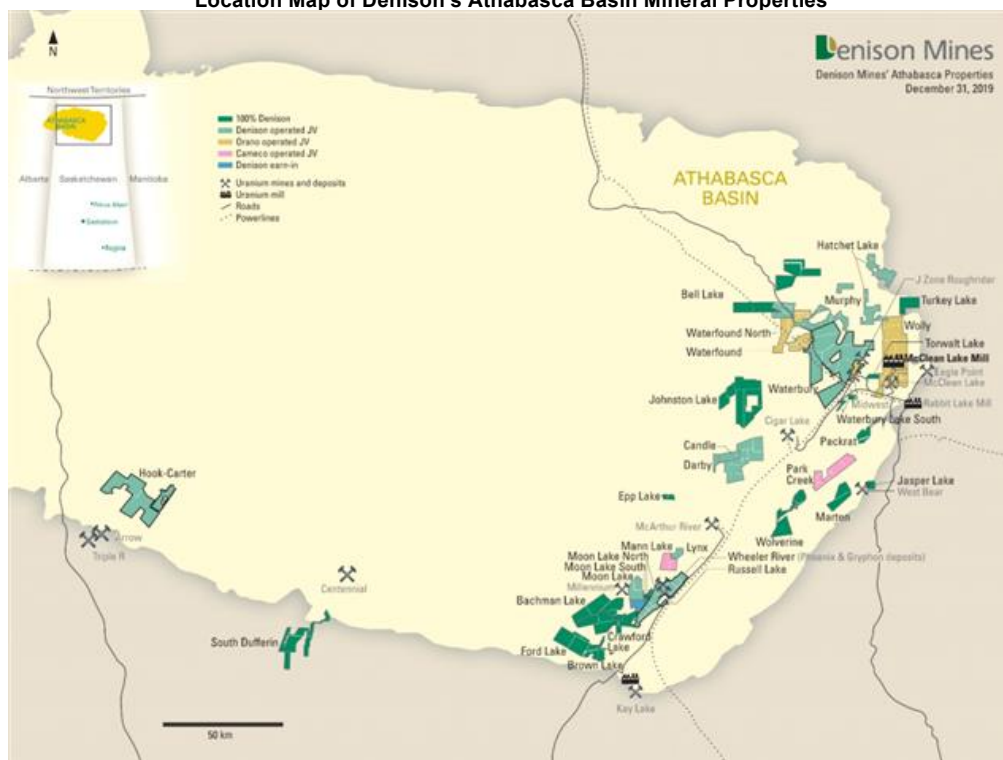 Location Map of Denison's Athabasca Basin Mineral Properties
N
Denison Mines
Denison Mines' Athabasca Properties
December 31, 2019
Northwest Territories
ATHABASCA
BASIN
Alberta
Saskatchewan
Manitoba
Prince Albert
Saskatoon
Regina
100% Denison
Denison operated JV
Orano operated JV
Cameco operated JV
Denison earn-in
Uranium mines and deposits
Uranium mill
Roads
Powerlines
ATHABASCA
BASIN
Hatchet Lake
J Zone Roughrider
Bell Lake
Murphy
Turkey Lake
Waterfound North
Wolly
Waterfound
Torwalt Lake
McClean Lake Mill
Eagle Point
McClean Lake
Waterbury
Johnston Lake
Midwest
Rabbit Lake Mill
Waterbury Lake South
Cigar Lake
Packrat
Candle
Darby
Park
Creek
Jasper Lake
West Bear
Hook-Carter
Epp Lake
Marten
McArthur River
Wolverine
Arrow
Triple R
Mann Lake
Lynx
Moon Lake North
Wheeler River (Phoenix & Gryphon deposits)
Moon Lake South
Russell Lake
Moon Lake
Millennium
Centennial
Bachman Lake
South Dufferin
Crawford
Lake
Ford Lake
Brown Lake
Key Lake
50 km